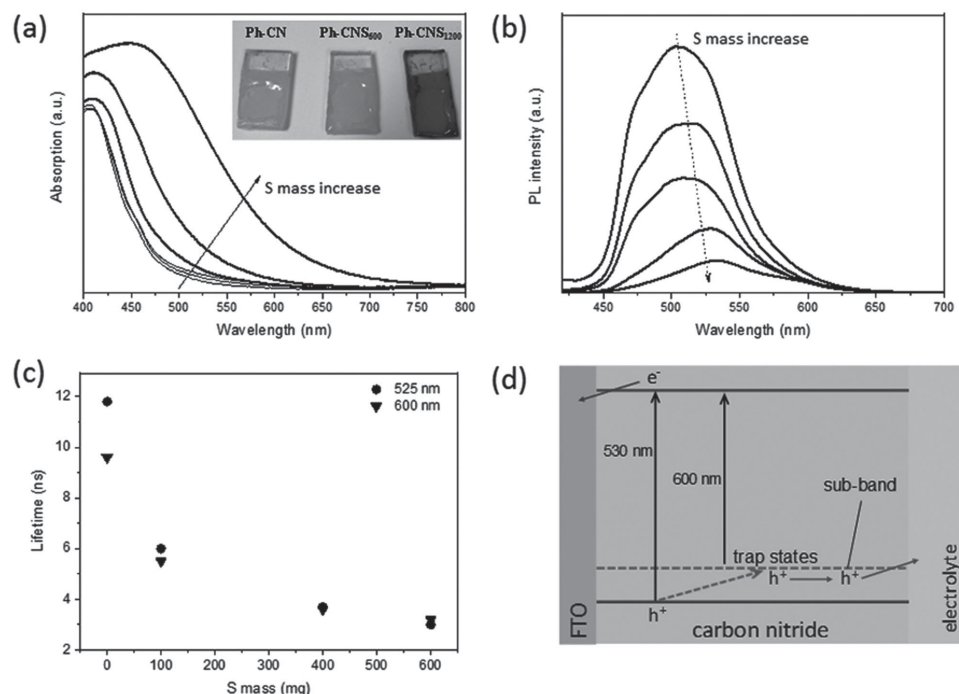 (a)
Absorption (a.u.)
Ph-CN Ph-CNS600 Ph-CNS1200
S mass increase
400 450 500 550 600 650 700 750 800
Wavelength (nm)
(b)
PL intensity (a.u.)
S mass increase
450 500 550 600 650 700
Wavelength (nm)
(c)
Lifetime (ns)
12
10
8
6
4
2
525 nm
600 nm
0 100 200 300 400 500 600
S mass (mg)
(d)
e-
530 nm
600 nm
sub-band
trap states
h+ h+
h+
FTO
carbon nitride
electrolyte